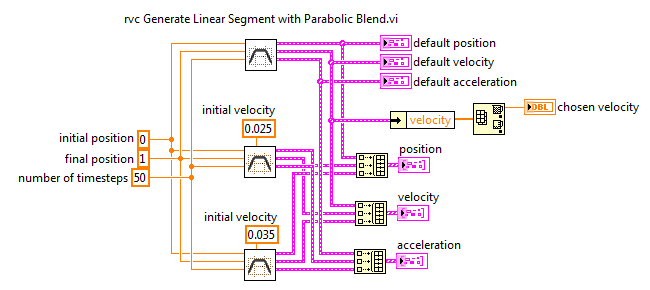 rvc Generate Linear Segment with Parabolic Blend.vi
default position
default velocity
default acceleration
velocity
DBL
chosen velocity
initial velocity
0.025
initial position 0
final position 1
number of timesteps 50
position
velocity
initial velocity
0.035
acceleration